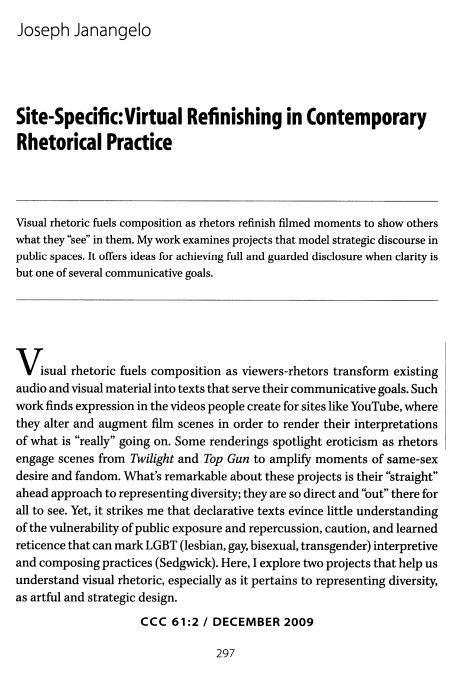 Joseph Janangelo
Site-Specific: Virtual Refinishing in Contemporary
Rhetorical Practice
Visual rhetoric fuels composition as rhetors refinish filmed moments to show others
what they “see” in them. My work examines projects that model strategic discourse in
public spaces. It offers ideas for achieving full and guarded disclosure when clarity is
but one of several communicative goals.
Visual rhetoric fuels composition as viewers-rhetors transform existing
audio and visual material into texts that serve their communicative goals. Such
work finds expression in the videos people create for sites like YouTube, where
they alter and augment film scenes in order to render their interpretations
of what is “really” going on. Some renderings spotlight eroticism as rhetors
engage scenes from Twilight and Top Gun to amplify moments of same-sex
desire and fandom. What’s remarkable about these projects is their “straight”
ahead approach to representing diversity; they are so direct and “out” there for
all to see. Yet, it strikes me that declarative texts evince little understanding
of the vulnerability of public exposure and repercussion, caution, and learned
reticence that can mark LGBT (lesbian, gay, bisexual, transgender) interpretive
and composing practices (Sedgwick). Here, I explore two projects that help us
understand visual rhetoric, especially as it pertains to representing diversity,
as artful and strategic design.
CCC 61:2 / DECEMBER 2009
297